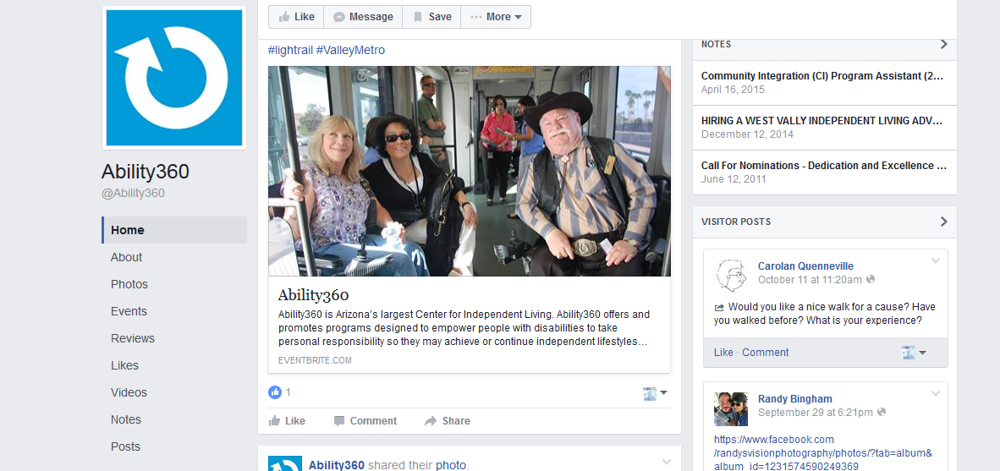 Like
Message
Save
More
#lightrail #ValleyMetro
Ability360
@Ability360
Home
About
Photos
Events
Reviews
Likes
Videos
Notes
Posts
Ability360
Ability360 is Arizona's largest Center for Independent Living. Ability360 offers and
promotes programs designed to empower people with disabilities to take
personal responsibility so they may achieve or continue independent lifestyles…
EVENTBRITE.COM
1
Like
Comment
Share
Ability360 shared their photo.
NOTES
Community Integration (CI) Program Assistant (2...
April 16, 2015
HIRING A WEST VALLY INDEPENDENT LIVING ADV...
December 12, 2014
Call For Nominations - Dedication and Excellence ...
June 12, 2011
VISITOR POSTS
Carolan Quenneville
October 11 at 11:20am
Would you like a nice walk for a cause? Have
you walked before? What is your experience?
Like · Comment
Randy Bingham
September 29 at 6:21pm
https://www.facebook.com
/randysvisionphotography/photos/?tab=album&
album_id=1231574590249369